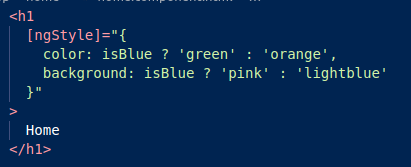 <h1
[ngStyle]="{
color: isBlue ? 'green' : 'orange',
background: isBlue ? 'pink' : 'lightblue'
}"
>
Home
</h1>